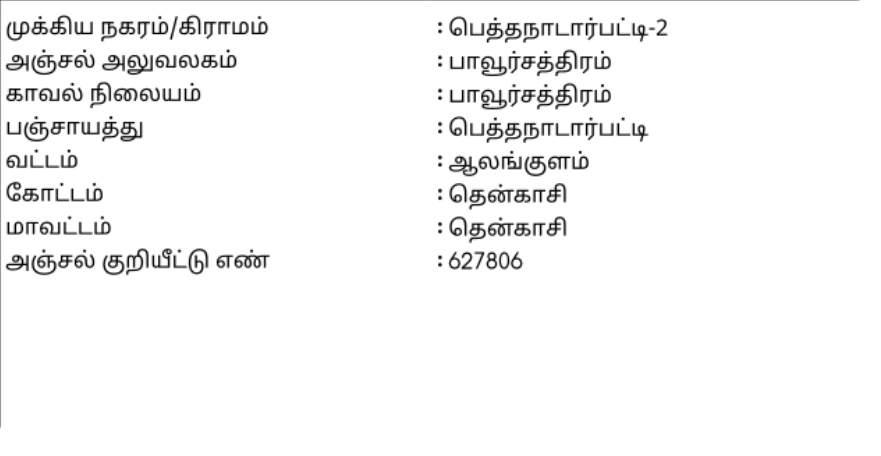 முக்கிய நகரம்/கிராமம் : பெத்தநாடார்பட்டி-2
அஞ்சல் அலுவலகம் : பாவூர்சத்திரம்
காவல் நிலையம் : பாவூர்சத்திரம்
பஞ்சாயத்து : பெத்தநாடார்பட்டி
வட்டம் : ஆலங்குளம்
கோட்டம் : தென்காசி
மாவட்டம் : தென்காசி
அஞ்சல் குறியீட்டு எண் : 627806